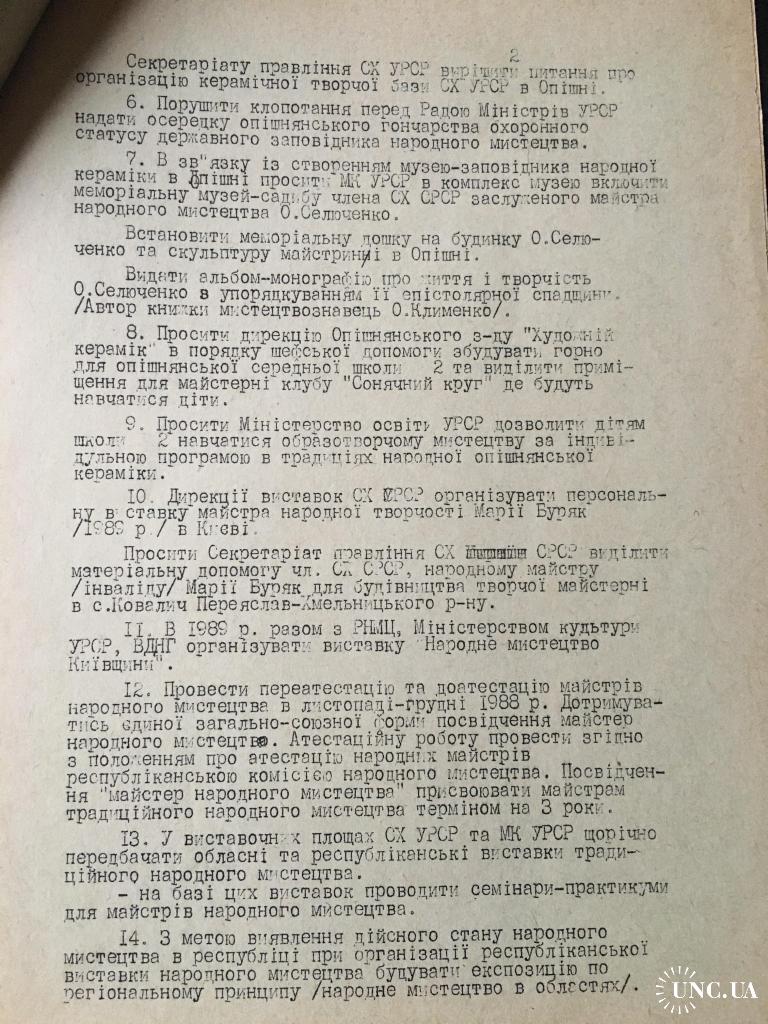 2
Секретаріату правління СХ УРСР вирішити питання про
організацію керамічної творчої бази СХ УРСР в Опішні.
6. Порушити клопотання перед Радою Міністрів УРСР
надати осередку опішнянського гончарства охоронного
статусу державного заповідника народного мистецтва.
7. В зв"язку із створенням музею-заповідника народної
кераміки в Опішні просити МК УРСР в комплекс музею включити
меморіальну музей-садибу члена СХ СРСР заслуженого майстра
народного мистецтва О.Селюченко.
Встановити меморіальну дошку на будинку О.Селю-
ченко та скульптуру майстринці в Опішні.
Видати альбом-монографію про життя і творчість
О.Селюченко з упорядкуванням її епістолярної спадщини.
/Автор книжки мистецтвознавець О.Клименко/.
8. Просити дирекцію Опішнянського з-ду "Художній
керамік" в порядку шефської допомоги збудувати горно
для опішнянської середньої школи 2 та виділити примі-
щення для майстерні клубу "Сонячний круг" де будуть
навчатися діти.
9. Просити Міністерство освіти УРСР дозволити дітям
школи 2 навчатися образотворчому мистецтву за індиві-
дульною програмою в традиціях народної опішнянської
кераміки.
10. Дирекції виставок СХ УРСР організувати персональ-
ну виставку майстра народної творчості Марії Буряк
/1989 р./ в Києві.
Просити Секретаріат правління СХ СРСР виділити
матеріальну допомогу чл. СХ СРСР, народному майстру
/інваліду/ Марії Буряк для будівництва творчої майстерні
в с.Ковалич Переяслав-Хмельницького р-ну.
11. В 1989 р. разом з РНМЦ, Міністерством кудьтури
УРСР, ВДНГ організувати виставку "Народне мистецтво
Київщини".
12. Провести переатестацію та доатестацію майстрів
народного мистецтва в листопаді-грудні 1988 р. Дотримува-
тись єдиної загально-союзної форми посвідчення майстер
народного мистецтва. Атестаційну роботу провести згідно
з положенням про атестацію народних майстрів
республіканською комісією народного мистецтва. Посвідчен-
ня "майстер народного мистецтва" присвоювати майстрам
традиційного народного мистецтва терміном на 3 роки.
13. У виставочних площах СХ УРСР та МК УРСР щорічно
передбачати обласні та республіканські виставки тради-
ційного народного мистецтва.
- на базі цих виставок проводити семінари-практикуми
для майстрів народного мистецтва.
14. З метою виявлення дійсного стану народного
мистецтва в республіці при організації республіканської
виставки народного мистецтва будувати експозицію по
регіональному принципу /народне мистецтво в областях/.
UNC.UA